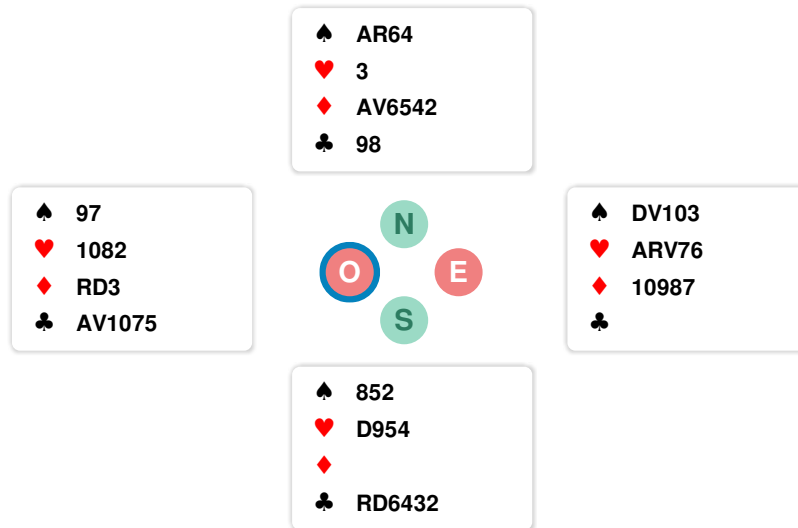 ♠ AR64
♥ 3
♦ AV6542
♣ 98
♠ 97
♥ 1082
♦ RD3
♣ AV1075
N
O E
S
♠ DV103
♥ ARV76
♦ 10987
♣
♠ 852
♥ D954
♦
♣ RD6432